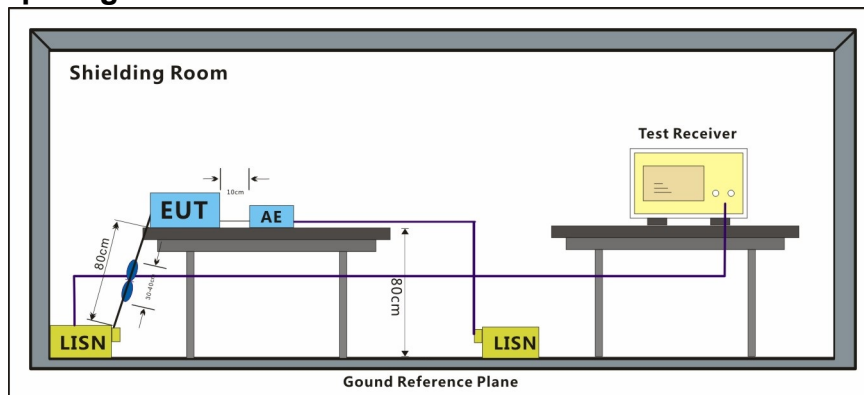 Shielding Room
Test Receiver
10cm
EUT
AE
80cm
30-40cm
80cm
LISN
LISN
Gound Reference Plane